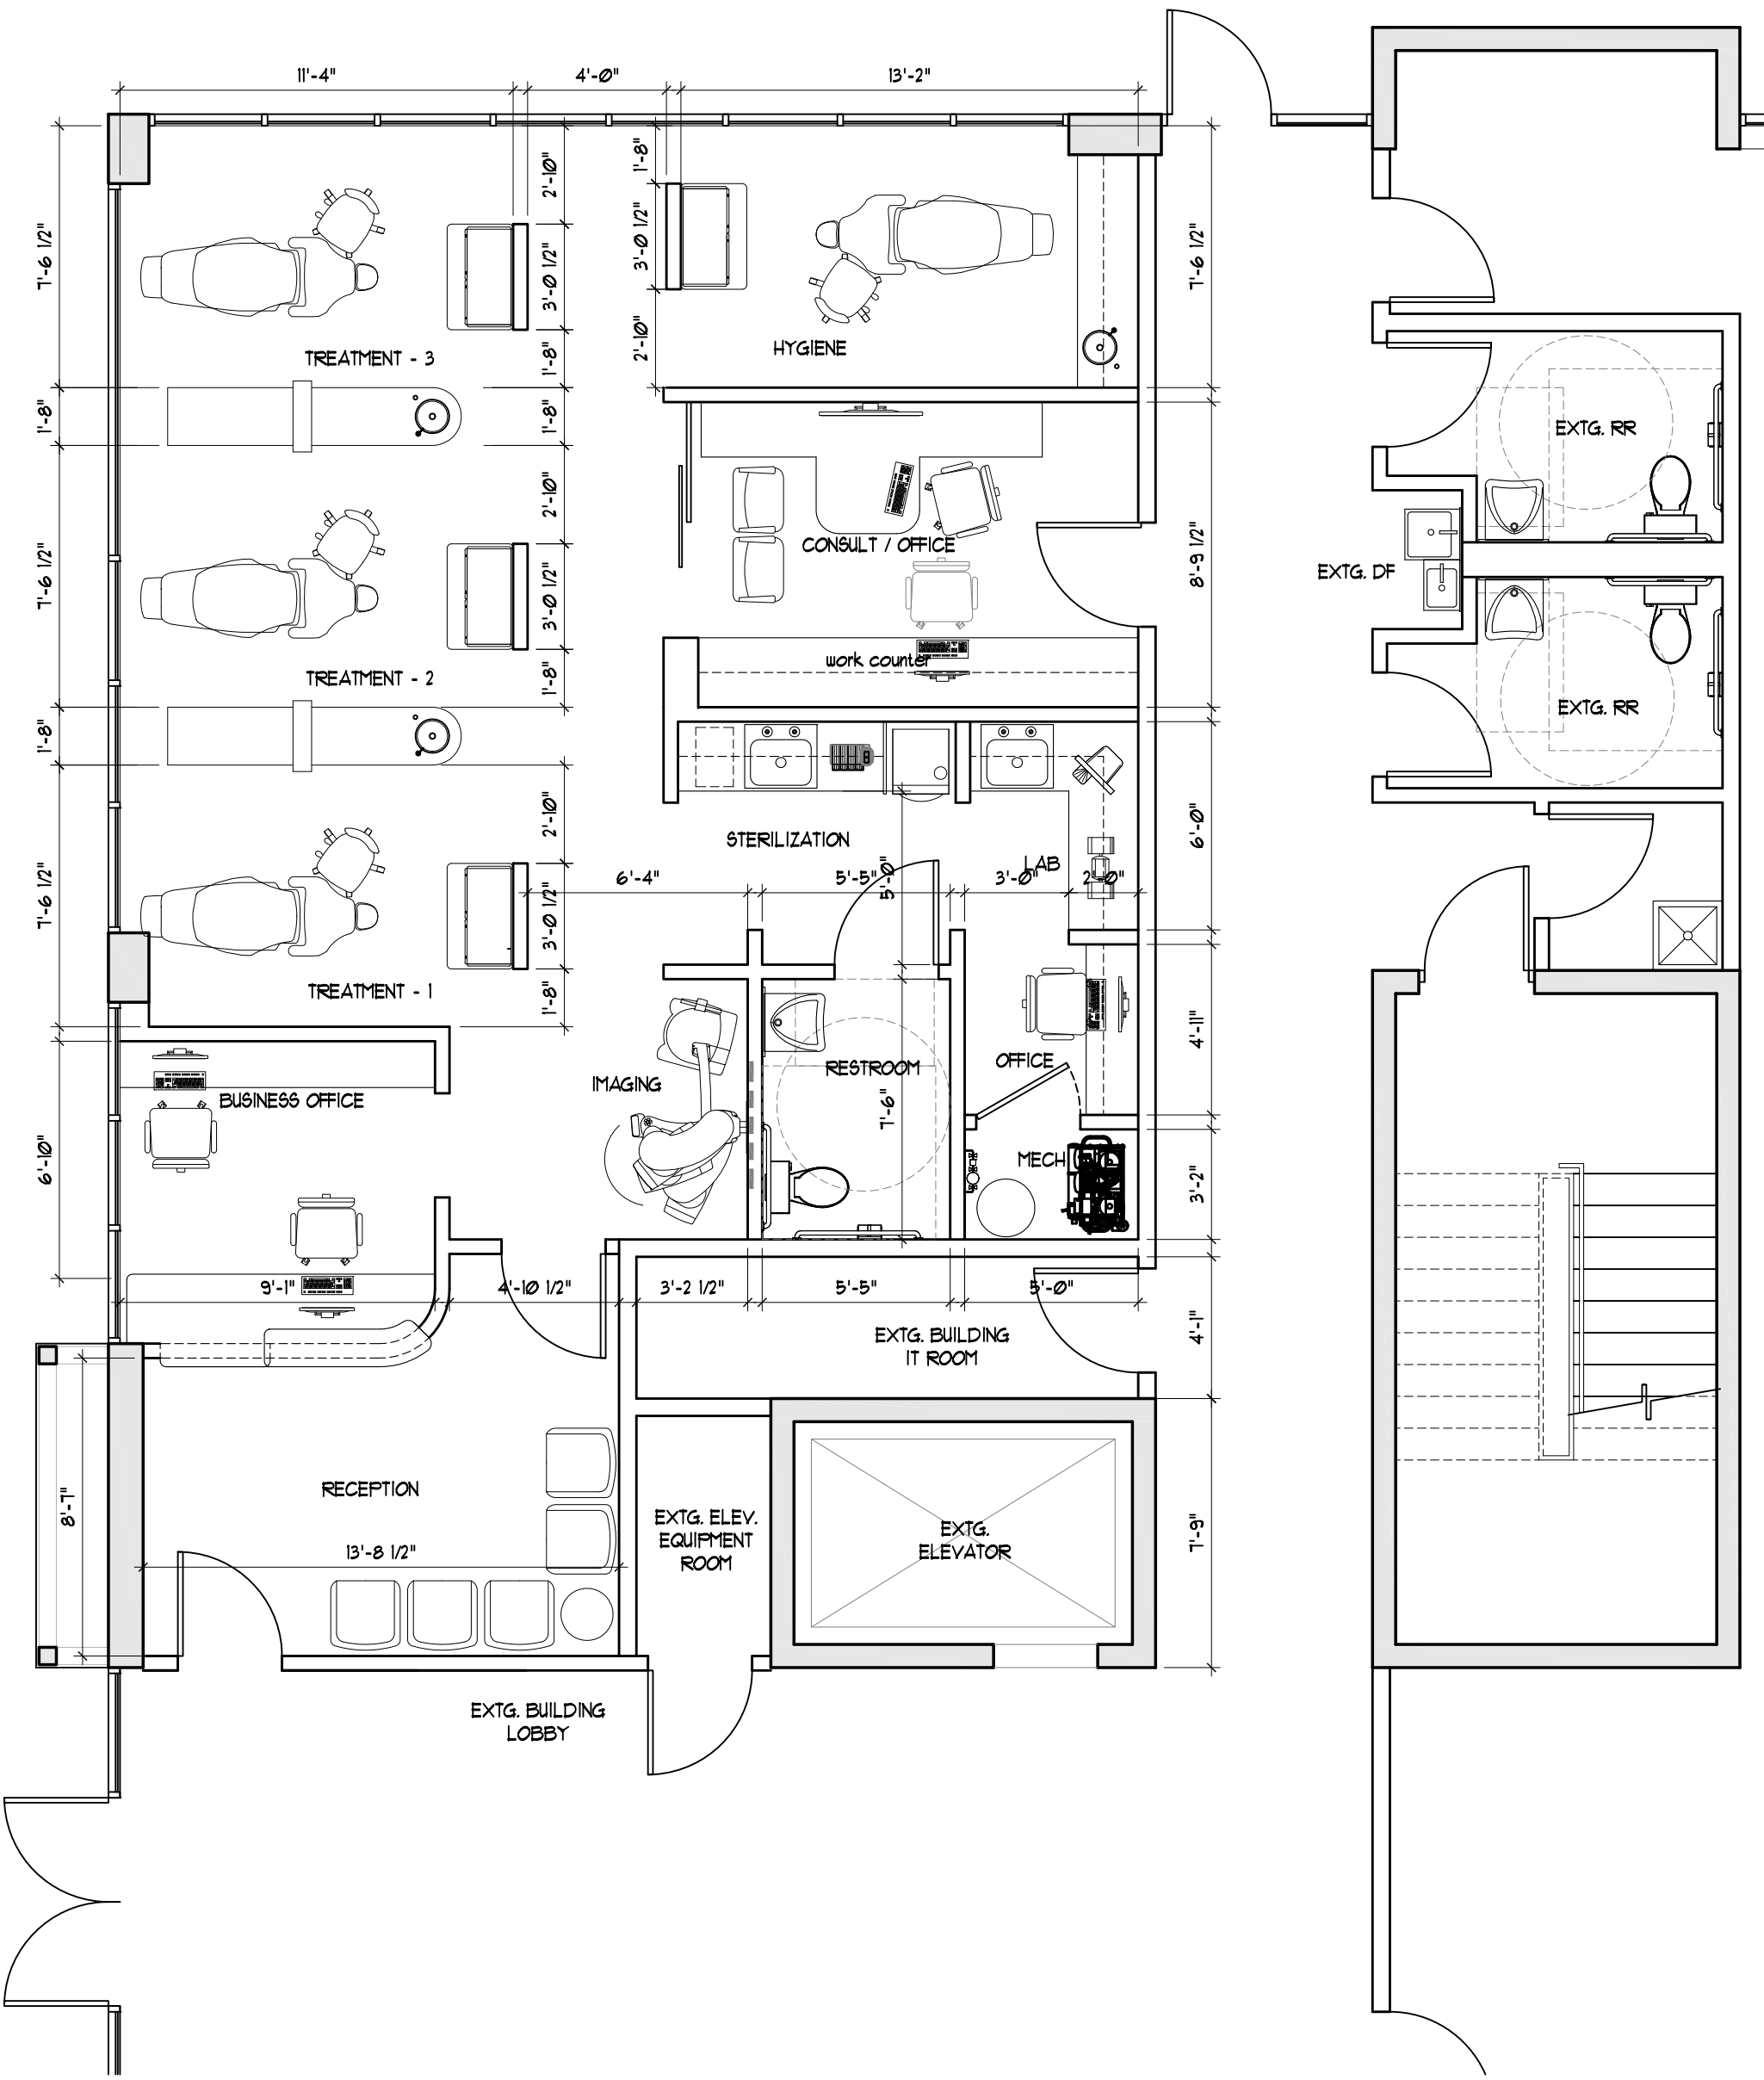 11'-4"
4'-0"
13'-2"
1'-8"
2'-10"
7'-6 1/2"
3'-0 1/2"
3'-0 1/2"
7'-6 1/2"
2'-10"
HYGIENE
TREATMENT - 3
1'-8"
1'-8"
1'-8"
EXTG. RR
2'-10"
CONSULT / OFFICE
8'-9 1/2"
EXTG. DF
7'-6 1/2"
3'-0 1/2"
work counter
TREATMENT - 2
1'-8"
EXTG. RR
1'-8"
2'-10"
STERILIZATION
6'-0"
LAB
6'-4"
5'-5"
5'-0"
3'-0"
2'-0"
7'-6 1/2"
3'-0 1/2"
TREATMENT - 1
1'-8"
4'-11"
OFFICE
RESTROOM
IMAGING
BUSINESS OFFICE
7'-6"
6'-10"
MECH
3'-2"
9'-1"
4'-10 1/2"
3'-2 1/2"
5'-5"
5'-0"
EXTG. BUILDING
IT ROOM
4'-1"
RECEPTION
8'-7"
EXTG. ELEV.
EQUIPMENT
ROOM
EXTG.
ELEVATOR
7'-9"
13'-8 1/2"
EXTG. BUILDING
LOBBY